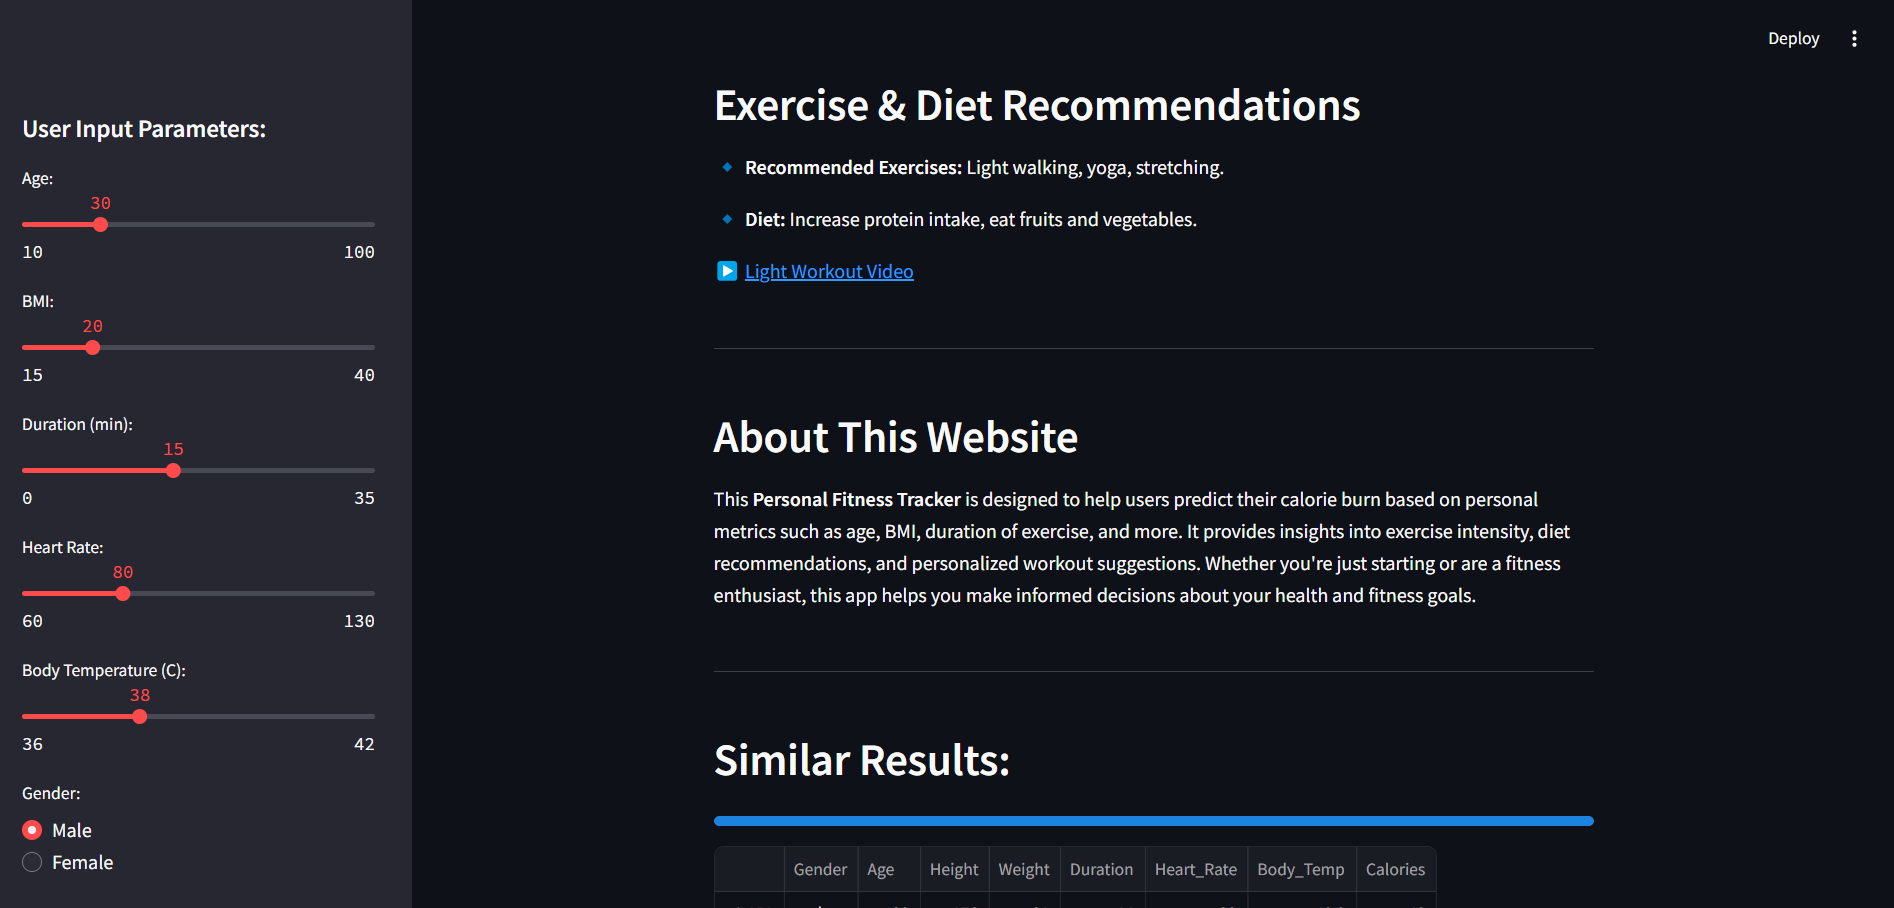 Deploy
User Input Parameters:
Age:
30
10 100
BMI:
20
15 40
Duration (min):
15
0 35
Heart Rate:
80
60 130
Body Temperature (C):
38
36 42
Gender:
Male
Female
Exercise & Diet Recommendations
Recommended Exercises: Light walking, yoga, stretching.
Diet: Increase protein intake, eat fruits and vegetables.
Light Workout Video
About This Website
This Personal Fitness Tracker is designed to help users predict their calorie burn based on personal
metrics such as age, BMI, duration of exercise, and more. It provides insights into exercise intensity, diet
recommendations, and personalized workout suggestions. Whether you're just starting or are a fitness
enthusiast, this app helps you make informed decisions about your health and fitness goals.
Similar Results:
Gender Age Height Weight Duration Heart_Rate Body_Temp Calories